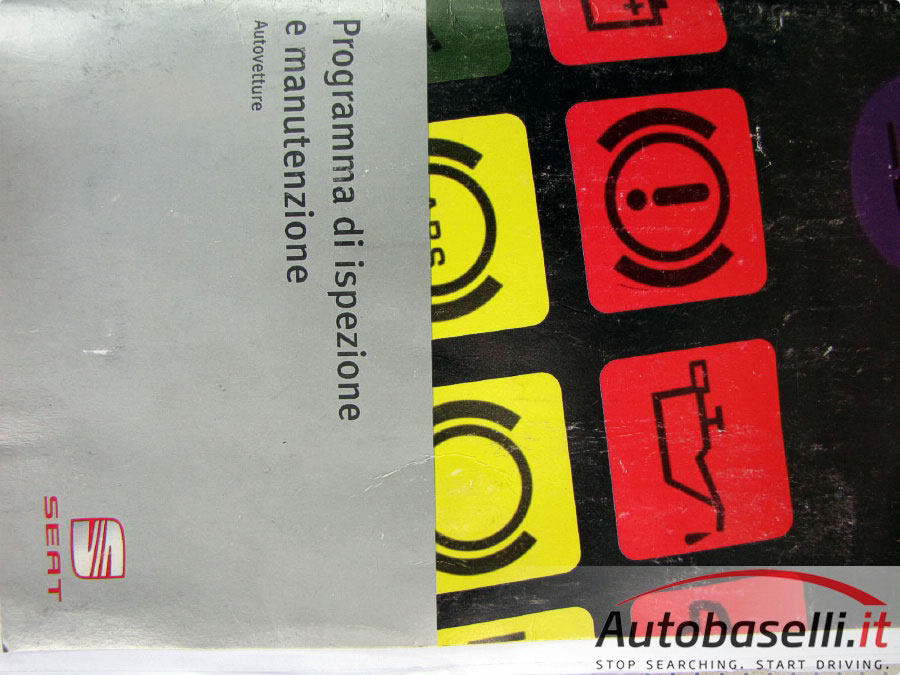 Programma di ispezione
e manutenzione
Autovetture
SEAT
ABS
Autobaselli.it
STOP SEARCHING. START DRIVING.